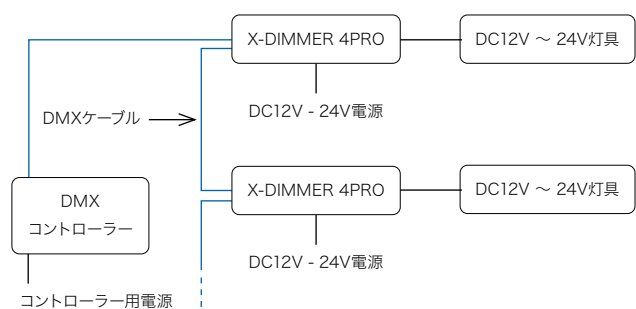 X-DIMMER 4PRO
DC12V ～ 24V灯具
DC12V - 24V電源
DMXケーブル
X-DIMMER 4PRO
DC12V ～ 24V灯具
DMX
コントローラー
DC12V - 24V電源
コントローラー用電源